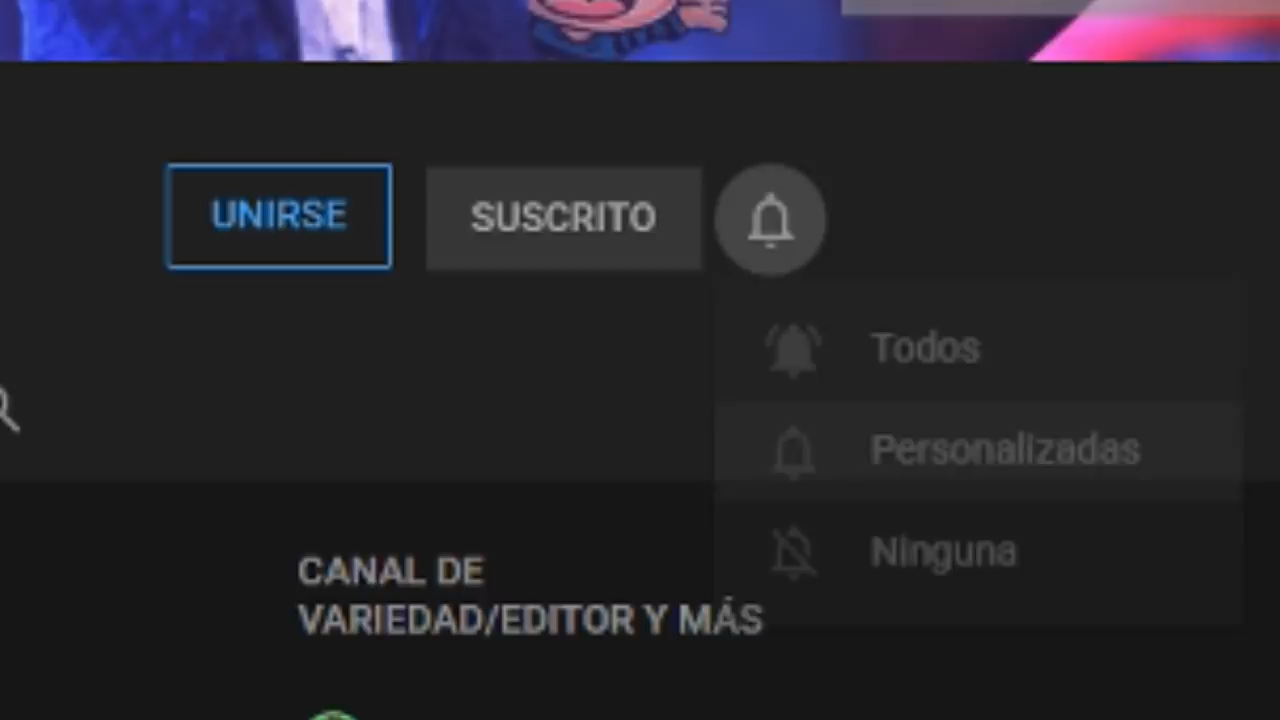 UNIRSE
SUSCRITO
Todos
Personalizadas
Ninguna
CANAL DE
VARIEDAD/EDITOR Y MÁS